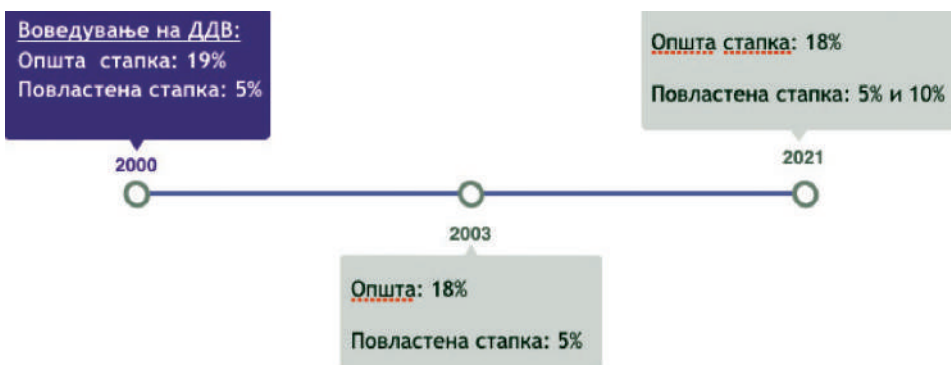 Воведување на ДДВ:
Општа стапка: 19%
Повластена стапка: 5%
2000
2003
Општа: 18%
Повластена стапка: 5%
Општа стапка: 18%
Повластена стапка: 5% и 10%
2021